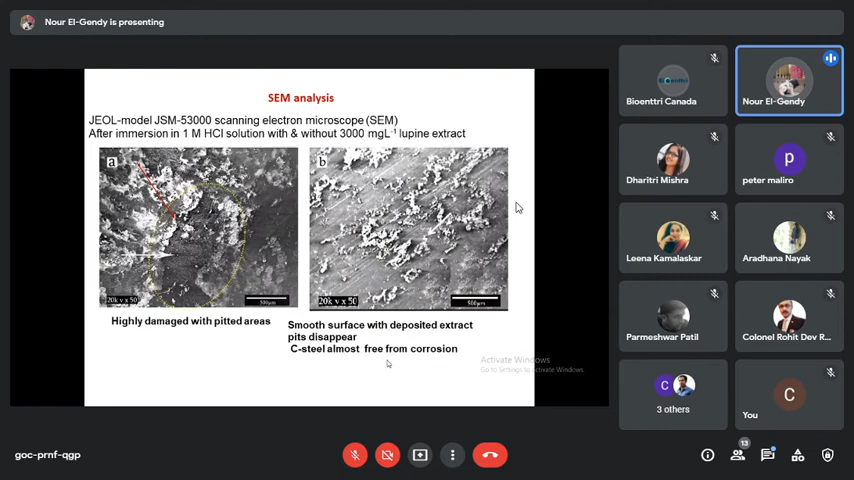 Nour El-Gendy is presenting
SEM analysis
JEOL-model JSM-53000 scanning electron microscope (SEM)
After immersion in 1 M HCl solution with & without 3000 mgL⁻¹ lupine extract
a
b
20k v x 50
500µm
20k v x 50
500µm
Highly damaged with pitted areas
Smooth surface with deposited extract
pits disappear
C-steel almost free from corrosion
Activate Windows
Go to Settings to Activate Windows.
Bioenttri
Bioenttri Canada
Nour El-Gendy
Dharitri Mishra
p
peter maliro
Leena Kamalaskar
Aradhana Nayak
Parmeshwar Patil
Colonel Rohit Dev R...
C
3 others
C
You
goc-prnf-qgp
13